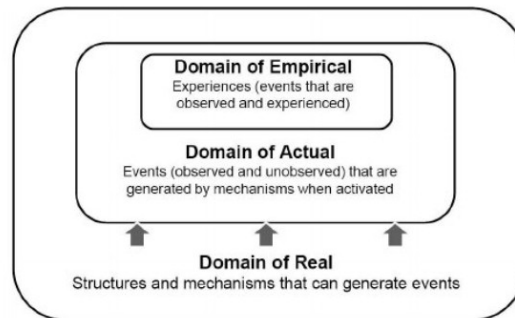 Domain of Empirical
Experiences (events that are
observed and experienced)
Domain of Actual
Events (observed and unobserved) that are
generated by mechanisms when activated
Domain of Real
Structures and mechanisms that can generate events